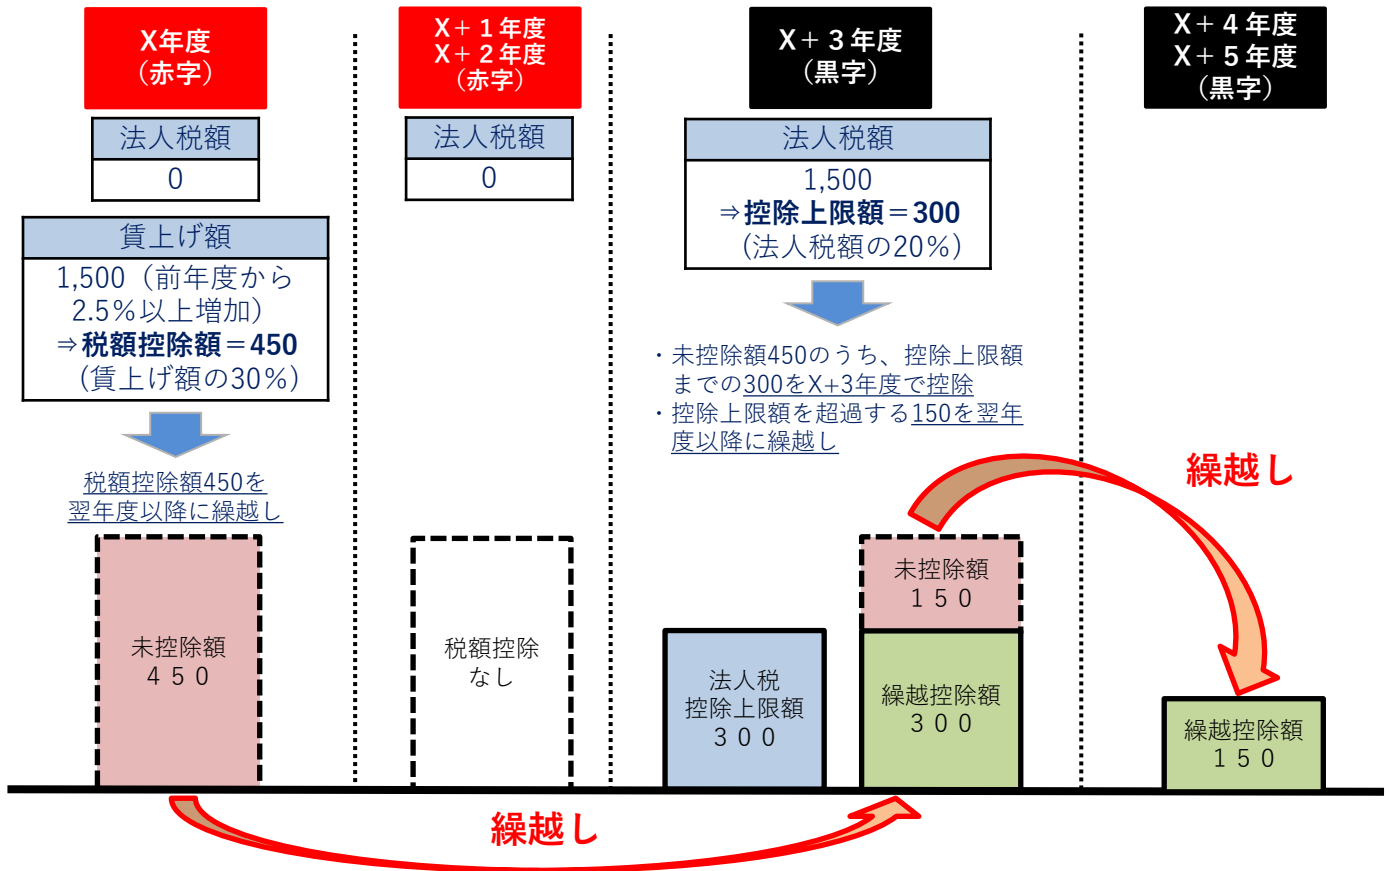 X年度
（赤字）
法人税額
0
賃上げ額
1,500（前年度から
2.5％以上増加）
⇒税額控除額＝450
（賃上げ額の30％）
税額控除額450を
翌年度以降に繰越し
未控除額
４５０
X＋１年度
X＋２年度
（赤字）
法人税額
0
税額控除
なし
X＋３年度
（黒字）
法人税額
1,500
⇒控除上限額＝300
（法人税額の20％）
・未控除額450のうち、控除上限額
までの300をX+3年度で控除
・控除上限額を超過する150を翌年
度以降に繰越し
法人税
控除上限額
３００
未控除額
１５０
繰越控除額
３００
X＋４年度
X＋５年度
（黒字）
繰越し
繰越控除額
１５０
繰越し